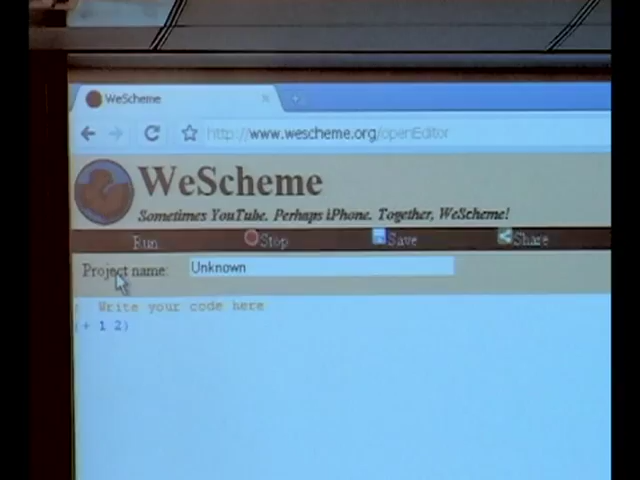 WeScheme
http://www.wescheme.org/openEditor
WeScheme
Sometimes YouTube. Perhaps iPhone. Together, WeScheme!
Run Stop Save Share
Project name: Unknown
; Write your code here
(+ 1 2)